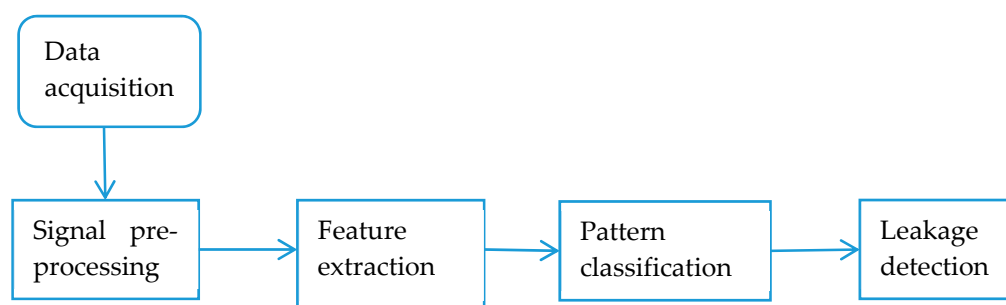 Data
acquisition
Signal pre-
processing
Feature
extraction
Pattern
classification
Leakage
detection